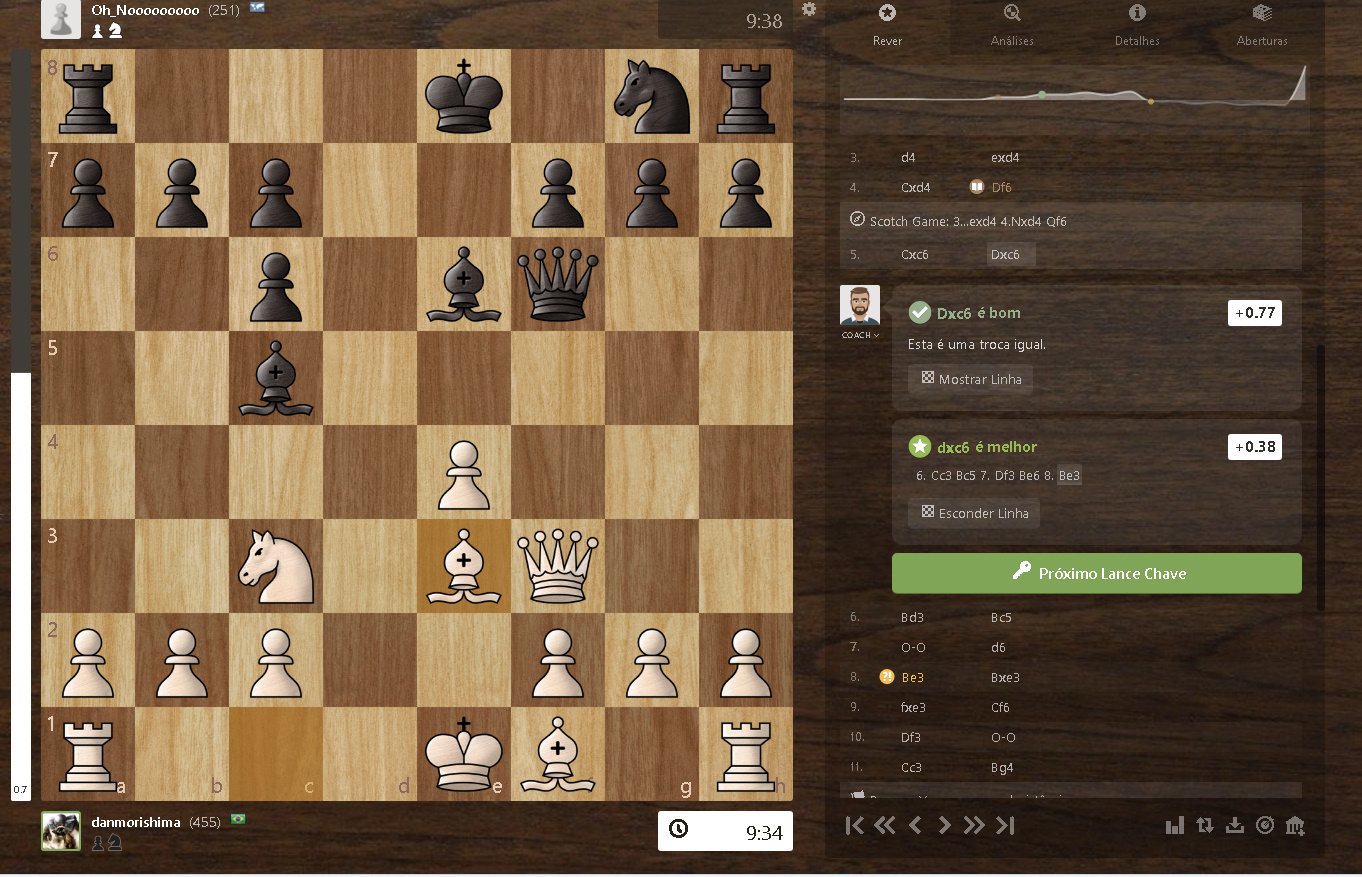 Oh_Nooooooooo (251)
9:38
Rever
Análises
Detalhes
Aberturas
8
7
6
5
4
3
2
1
a
b
c
d
e
g
h
0.7
3. d4 exd4
4. Cxd4 Df6
Scotch Game: 3...exd4 4.Nxd4 Qf6
5. Cxc6 Dxc6
COACH
Dxc6 é bom +0.77
Esta é uma troca igual.
Mostrar Linha
dxc6 é melhor +0.38
6. Cc3 Bc5 7. Df3 Be6 8. Be3
Esconder Linha
Próximo Lance Chave
6. Bd3 Bc5
7. O-O d6
8. ?! Be3 Bxe3
9. fxe3 Cf6
10. Df3 O-O
11. Cc3 Bg4
danmorishima (455)
9:34